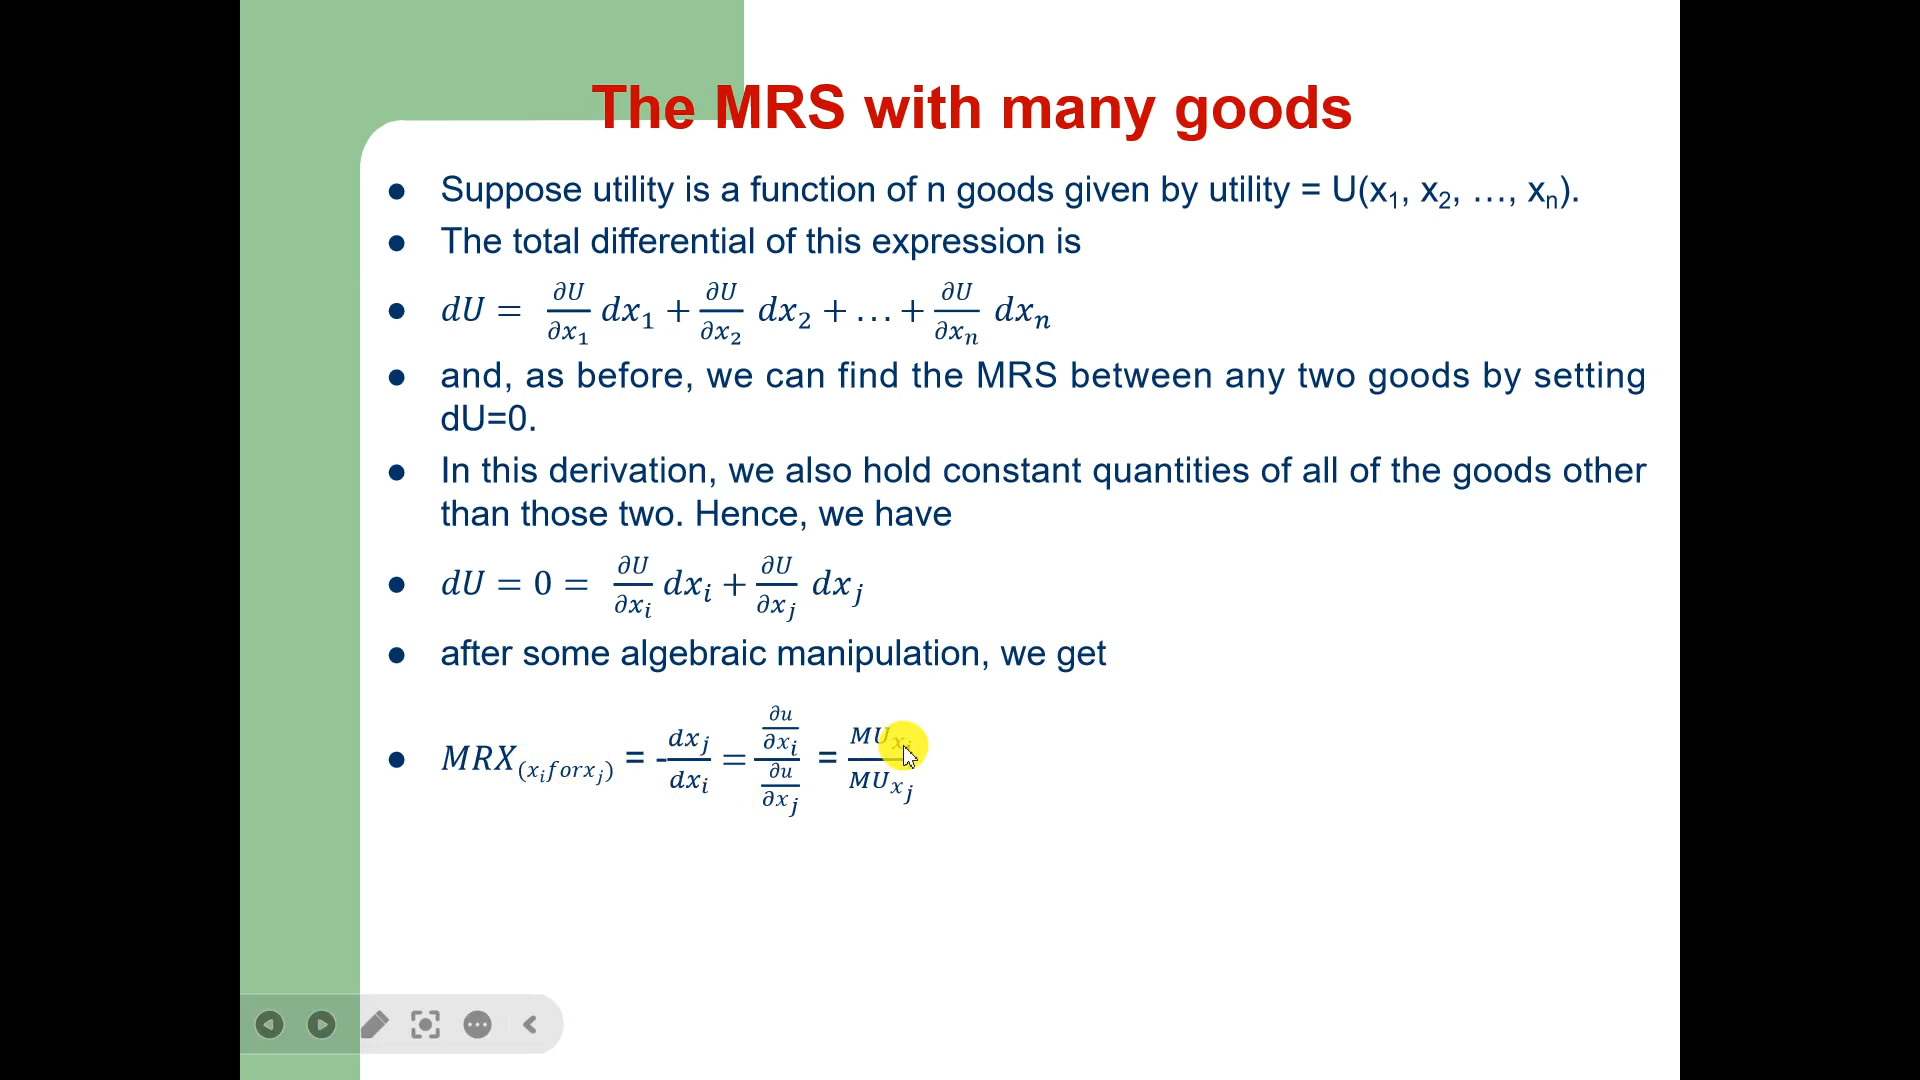 The MRS with many goods
● Suppose utility is a function of n goods given by utility = U(x₁, x₂, …, xₙ).
● The total differential of this expression is
● dU = ∂U/∂x₁ dx₁ + ∂U/∂x₂ dx₂ + … + ∂U/∂xₙ dxₙ
● and, as before, we can find the MRS between any two goods by setting
dU=0.
● In this derivation, we also hold constant quantities of all of the goods other
than those two. Hence, we have
● dU = 0 = ∂U/∂xᵢ dxᵢ + ∂U/∂xⱼ dxⱼ
● after some algebraic manipulation, we get
● MRX₍ₓᵢforₓⱼ₎ = -dxⱼ/dxᵢ = (∂u/∂xᵢ)/(∂u/∂xⱼ) = MUₓᵢ/MUₓⱼ